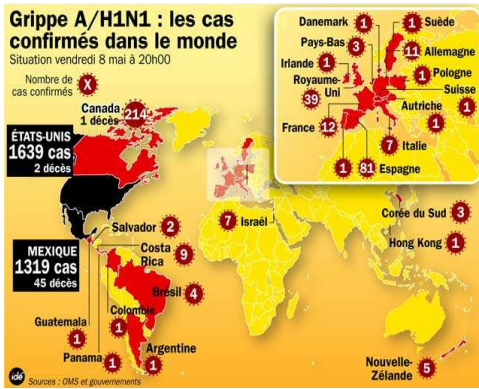 Grippe A/H1N1 : les cas
confirmés dans le monde
Situation vendredi 8 mai à 20h00
Nombre de
cas confirmés
X
Canada
1 décès
214
ÉTATS-UNIS
1639 cas
2 décès
MEXIQUE
1319 cas
45 décès
Salvador 2
Costa
Rica
9
Brésil 4
Colombie
1
Guatemala
1
Panama 1
Argentine
1
Danemark 1
1 Suède
Pays-Bas
3
11 Allemagne
Irlande 1
1 Pologne
Royaume-
Uni
39
Suisse
1
Autriche
1
France 12
7 Italie
1
81 Espagne
7 Israël
Corée du Sud 3
Hong Kong 1
Nouvelle-
Zélande
5
idé
Sources : OMS et gouvernements